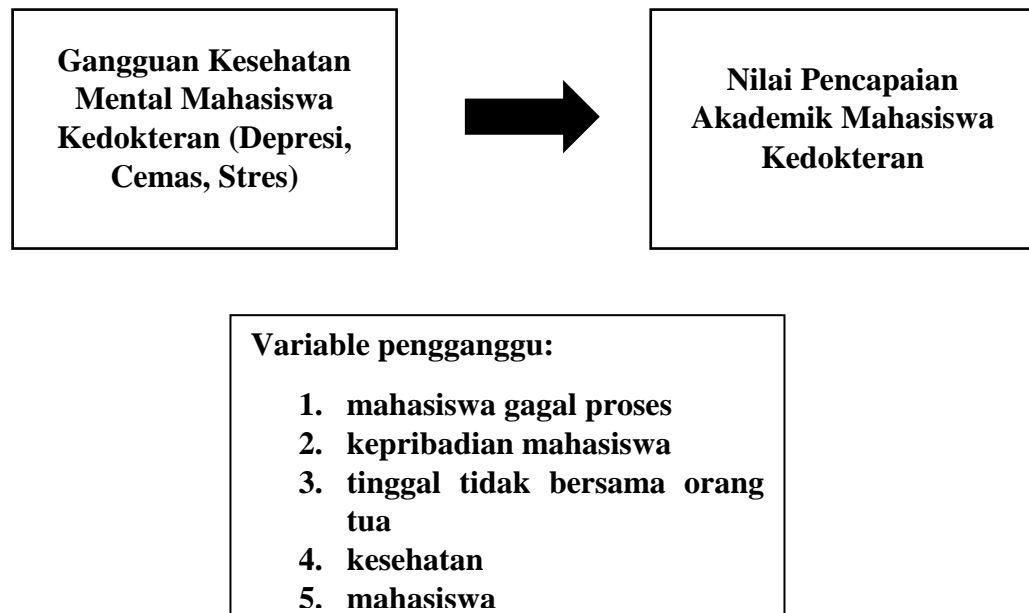 Gangguan Kesehatan
Mental Mahasiswa
Kedokteran (Depresi,
Cemas, Stres)
Nilai Pencapaian
Akademik Mahasiswa
Kedokteran
Variable pengganggu:
1. mahasiswa gagal proses
2. kepribadian mahasiswa
3. tinggal tidak bersama orang
tua
4. kesehatan
5. mahasiswa